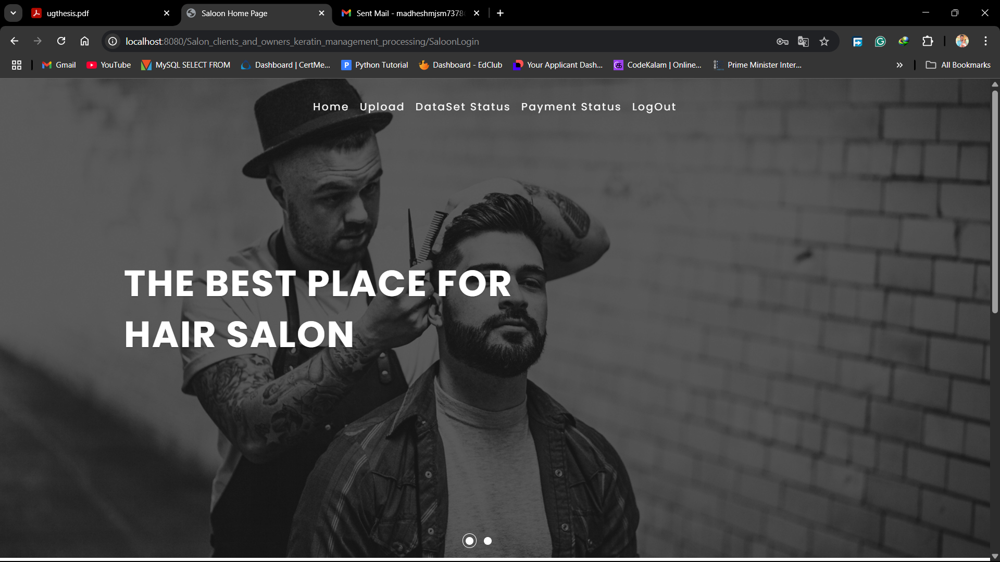 ugthesis.pdf
Saloon Home Page
Sent Mail - madheshmjsm7378
localhost:8080/Salon_clients_and_owners_keratin_management_processing/SaloonLogin
Gmail
YouTube
MySQL SELECT FROM
Dashboard | CertMe...
Python Tutorial
Dashboard - EdClub
Your Applicant Dash...
CodeKalam | Online...
Prime Minister Inter...
All Bookmarks
Home Upload DataSet Status Payment Status LogOut
THE BEST PLACE FOR
HAIR SALON